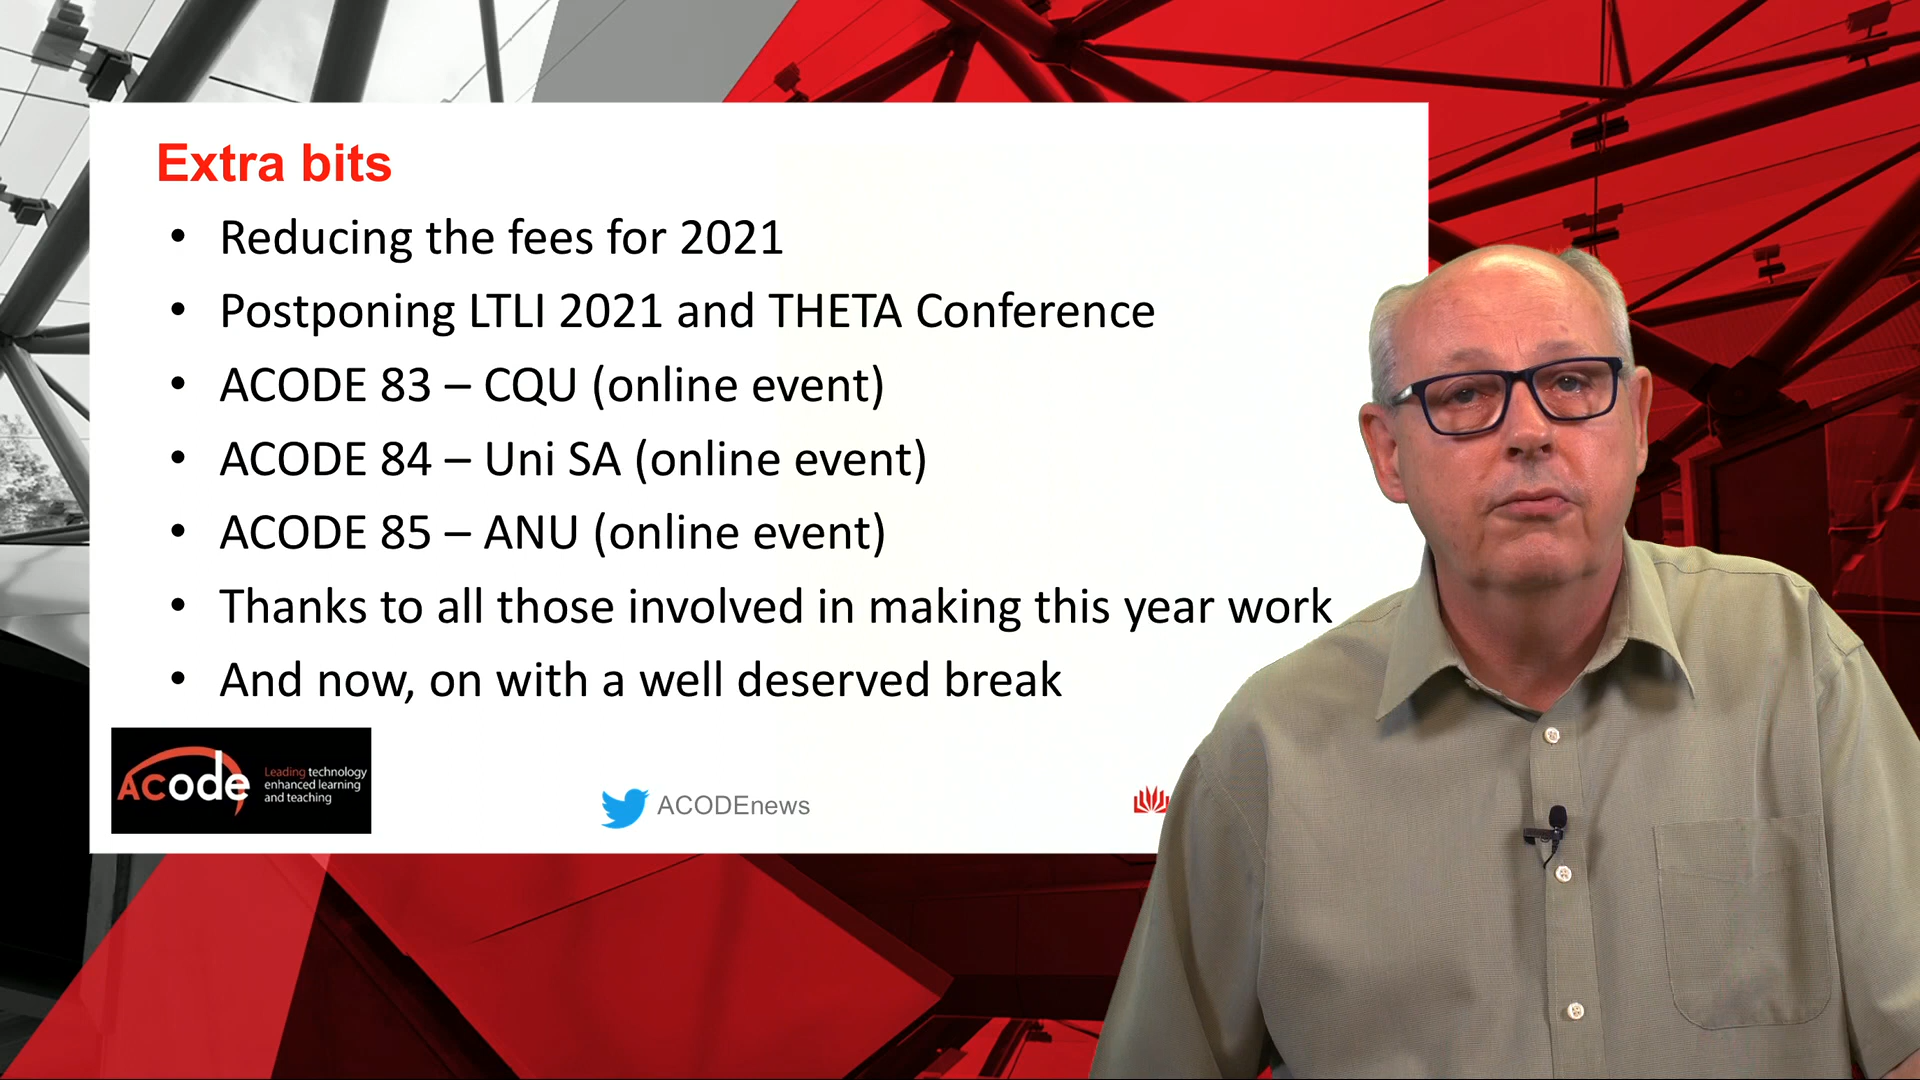 Extra bits
• Reducing the fees for 2021
• Postponing LTLI 2021 and THETA Conference
• ACODE 83 – CQU (online event)
• ACODE 84 – Uni SA (online event)
• ACODE 85 – ANU (online event)
• Thanks to all those involved in making this year work
• And now, on with a well deserved break
ACODE
Leading technology
enhanced learning
and teaching
ACODEnews